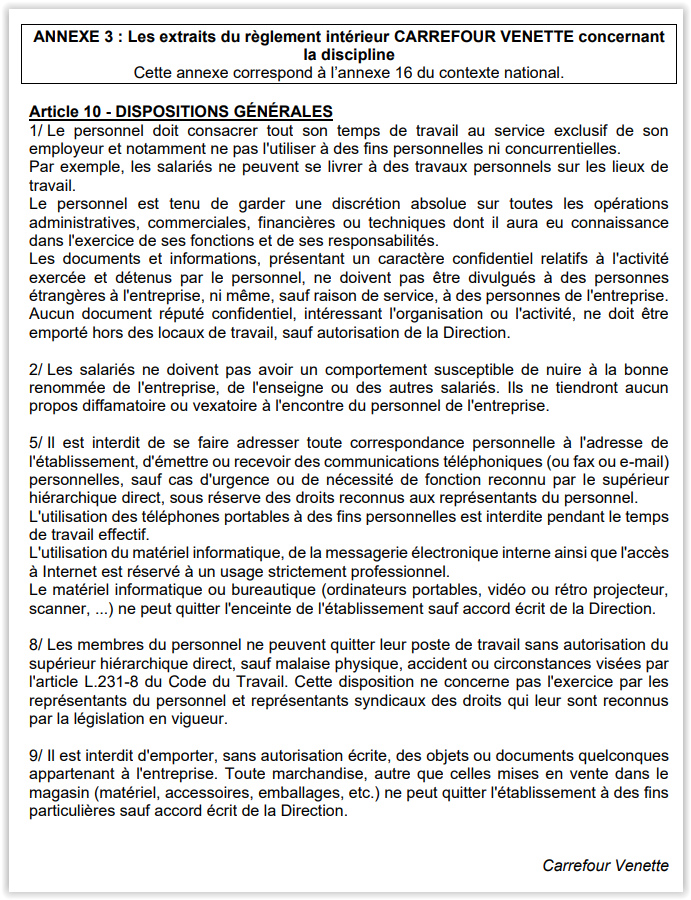 ANNEXE 3 : Les extraits du règlement intérieur CARREFOUR VENETTE concernant
la discipline
Cette annexe correspond à l'annexe 16 du contexte national.
Article 10 - DISPOSITIONS GÉNÉRALES
1/ Le personnel doit consacrer tout son temps de travail au service exclusif de son
employeur et notamment ne pas l'utiliser à des fins personnelles ni concurrentielles.
Par exemple, les salariés ne peuvent se livrer à des travaux personnels sur les lieux de
travail.
Le personnel est tenu de garder une discrétion absolue sur toutes les opérations
administratives, commerciales, financières ou techniques dont il aura eu connaissance
dans l'exercice de ses fonctions et de ses responsabilités.
Les documents et informations, présentant un caractère confidentiel relatifs à l'activité
exercée et détenus par le personnel, ne doivent pas être divulgués à des personnes
étrangères à l'entreprise, ni même, sauf raison de service, à des personnes de l'entreprise.
Aucun document réputé confidentiel, intéressant l'organisation ou l'activité, ne doit être
emporté hors des locaux de travail, sauf autorisation de la Direction.
2/ Les salariés ne doivent pas avoir un comportement susceptible de nuire à la bonne
renommée de l'entreprise, de l'enseigne ou des autres salariés. Ils ne tiendront aucun
propos diffamatoire ou vexatoire à l'encontre du personnel de l'entreprise.
5/ Il est interdit de se faire adresser toute correspondance personnelle à l'adresse de
l'établissement, d'émettre ou recevoir des communications téléphoniques (ou fax ou e-mail)
personnelles, sauf cas d'urgence ou de nécessité de fonction reconnu par le supérieur
hiérarchique direct, sous réserve des droits reconnus aux représentants du personnel.
L'utilisation des téléphones portables à des fins personnelles est interdite pendant le temps
de travail effectif.
L'utilisation du matériel informatique, de la messagerie électronique interne ainsi que l'accès
à Internet est réservé à un usage strictement professionnel.
Le matériel informatique ou bureautique (ordinateurs portables, vidéo ou rétro projecteur,
scanner, ...) ne peut quitter l'enceinte de l'établissement sauf accord écrit de la Direction.
8/ Les membres du personnel ne peuvent quitter leur poste de travail sans autorisation du
supérieur hiérarchique direct, sauf malaise physique, accident ou circonstances visées par
l'article L.231-8 du Code du Travail. Cette disposition ne concerne pas l'exercice par les
représentants du personnel et représentants syndicaux des droits qui leur sont reconnus
par la législation en vigueur.
9/ Il est interdit d'emporter, sans autorisation écrite, des objets ou documents quelconques
appartenant à l'entreprise. Toute marchandise, autre que celles mises en vente dans le
magasin (matériel, accessoires, emballages, etc.) ne peut quitter l'établissement à des fins
particulières sauf accord écrit de la Direction.
Carrefour Venette